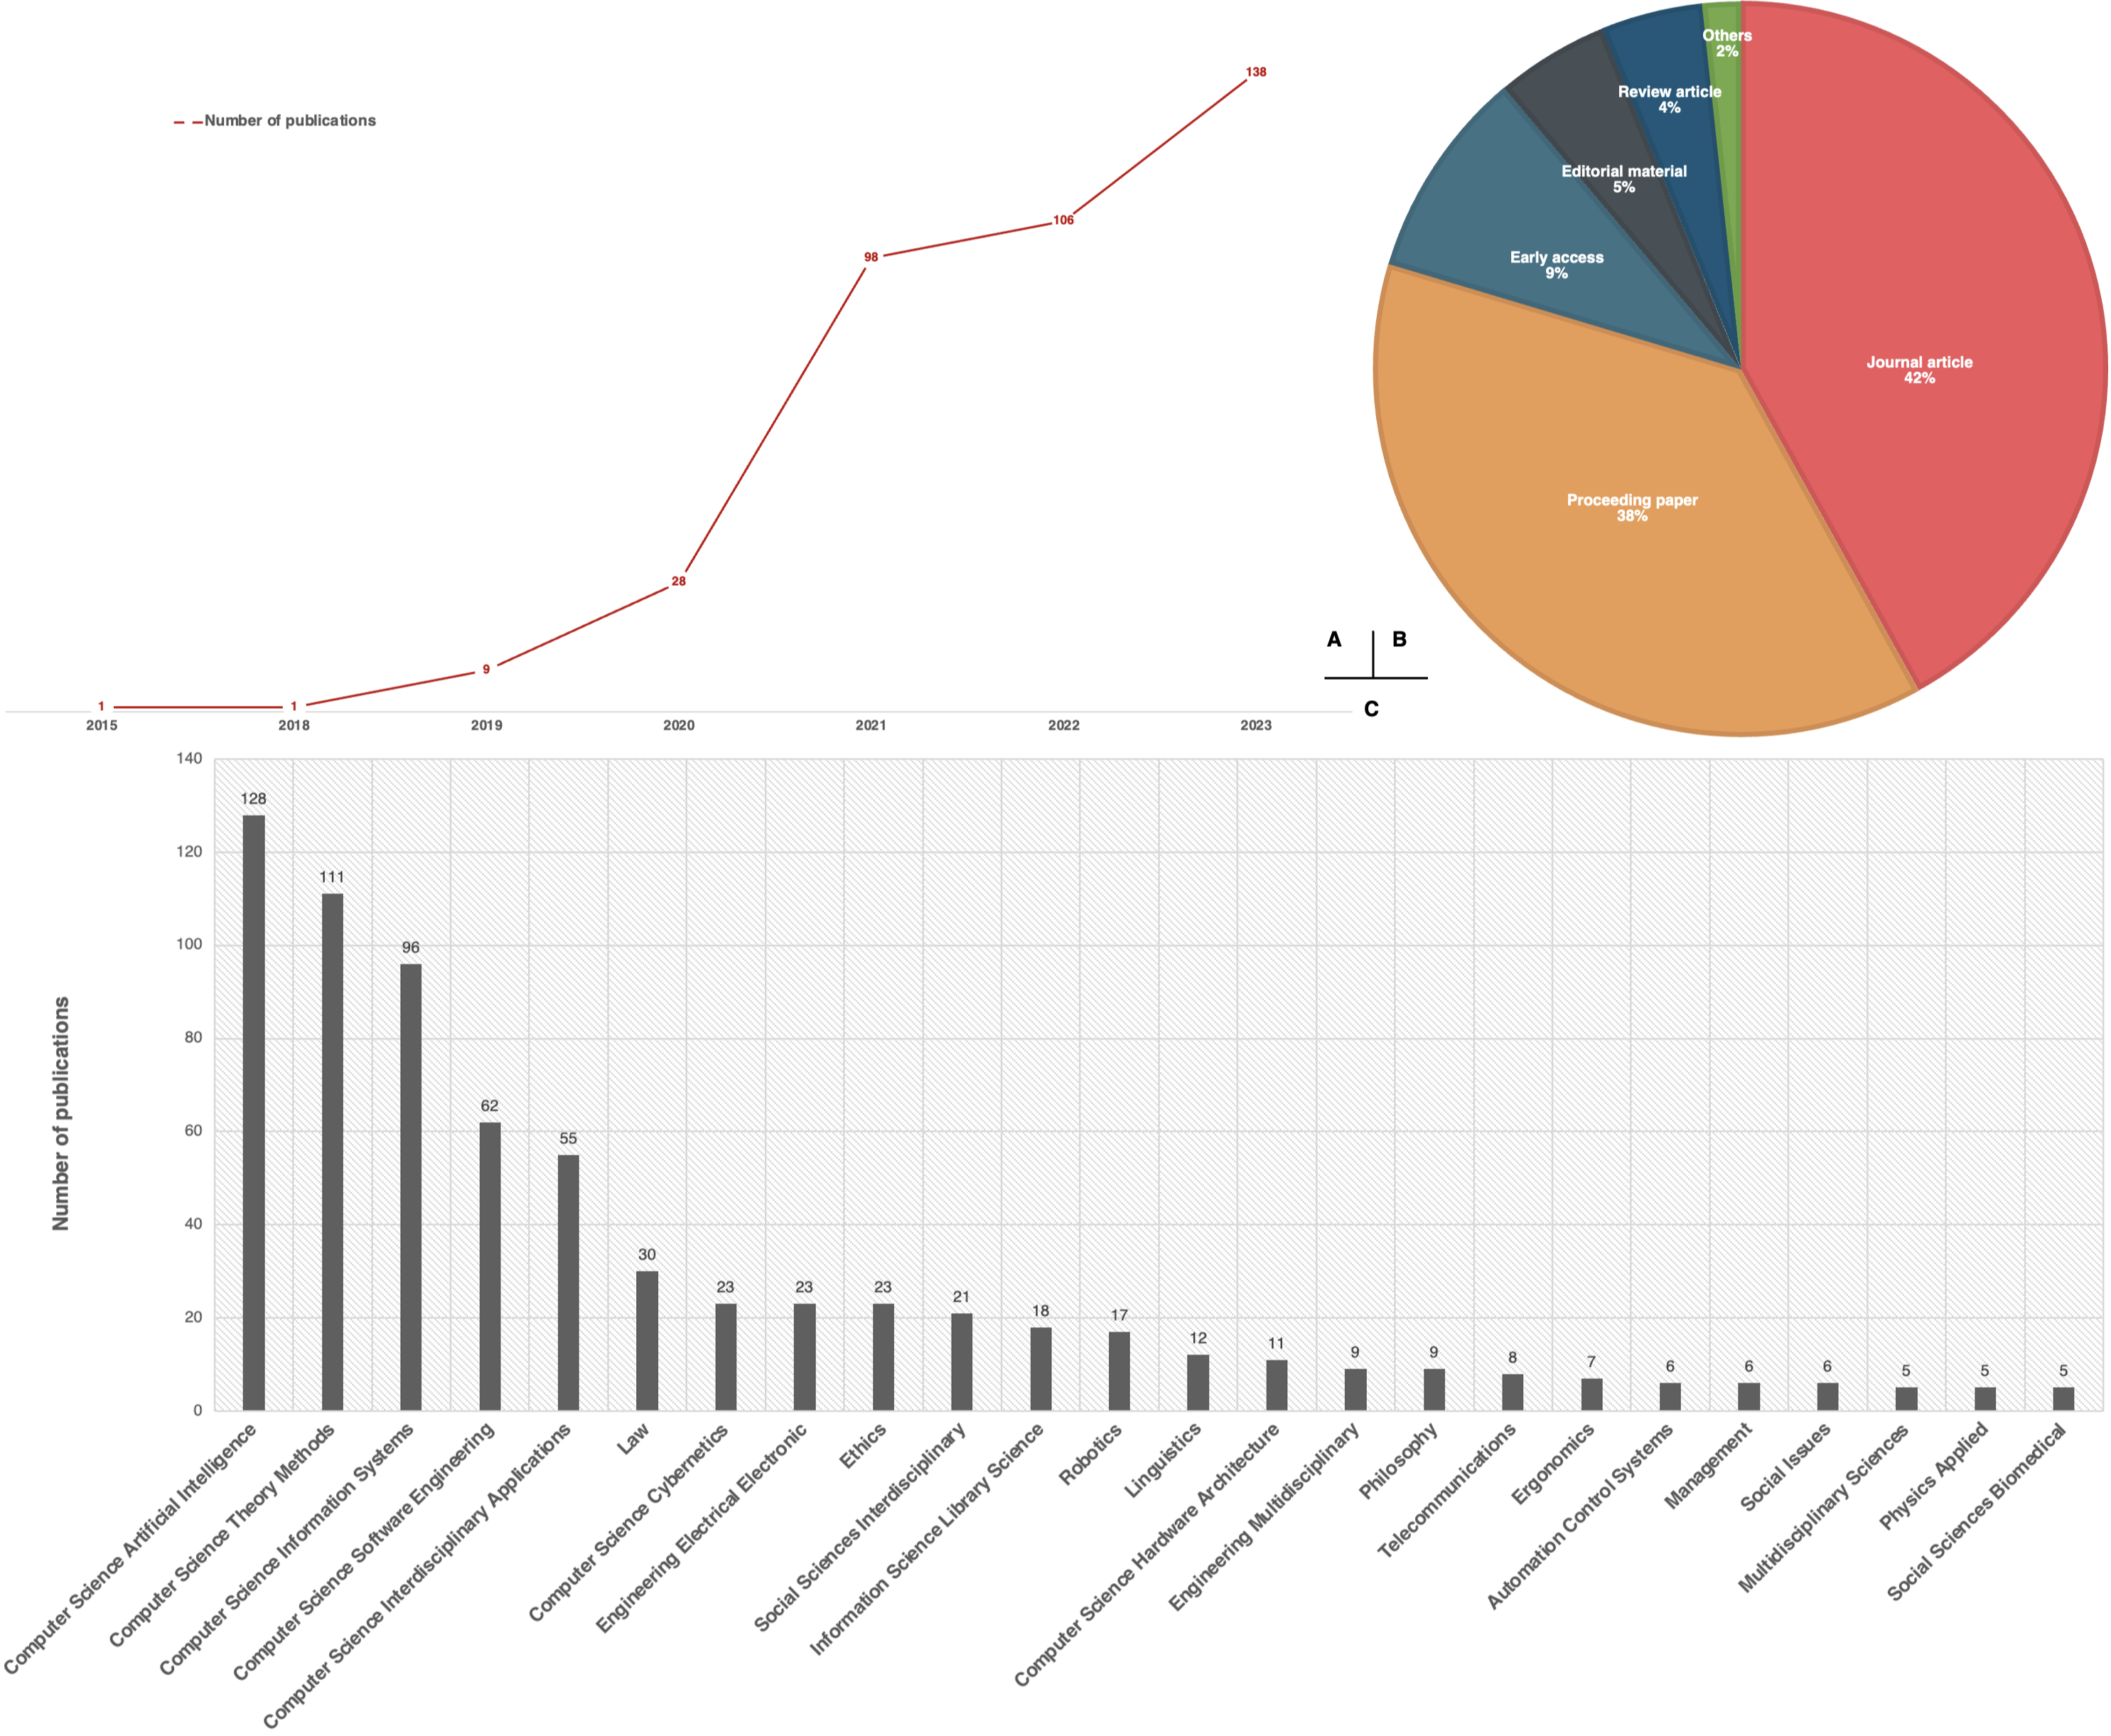 Number of publications
138
106
98
28
9
1
1
2015
2018
2019
2020
2021
2022
2023
Others
2%
Review article
4%
Editorial material
5%
Early access
9%
Journal article
42%
Proceeding paper
38%
A
B
C
Number of publications
140
120
100
80
60
40
20
0
128
111
96
62
55
30
23
23
23
21
18
17
12
11
9
9
8
7
6
6
6
5
5
5
Computer Science Artificial Intelligence
Computer Science Theory Methods
Computer Science Information Systems
Computer Science Software Engineering
Computer Science Interdisciplinary Applications
Law
Computer Science Cybernetics
Engineering Electrical Electronic
Ethics
Social Sciences Interdisciplinary
Information Science Library Science
Robotics
Linguistics
Computer Science Hardware Architecture
Engineering Multidisciplinary
Philosophy
Telecommunications
Ergonomics
Automation Control Systems
Management
Social Issues
Multidisciplinary Sciences
Physics Applied
Social Sciences Biomedical